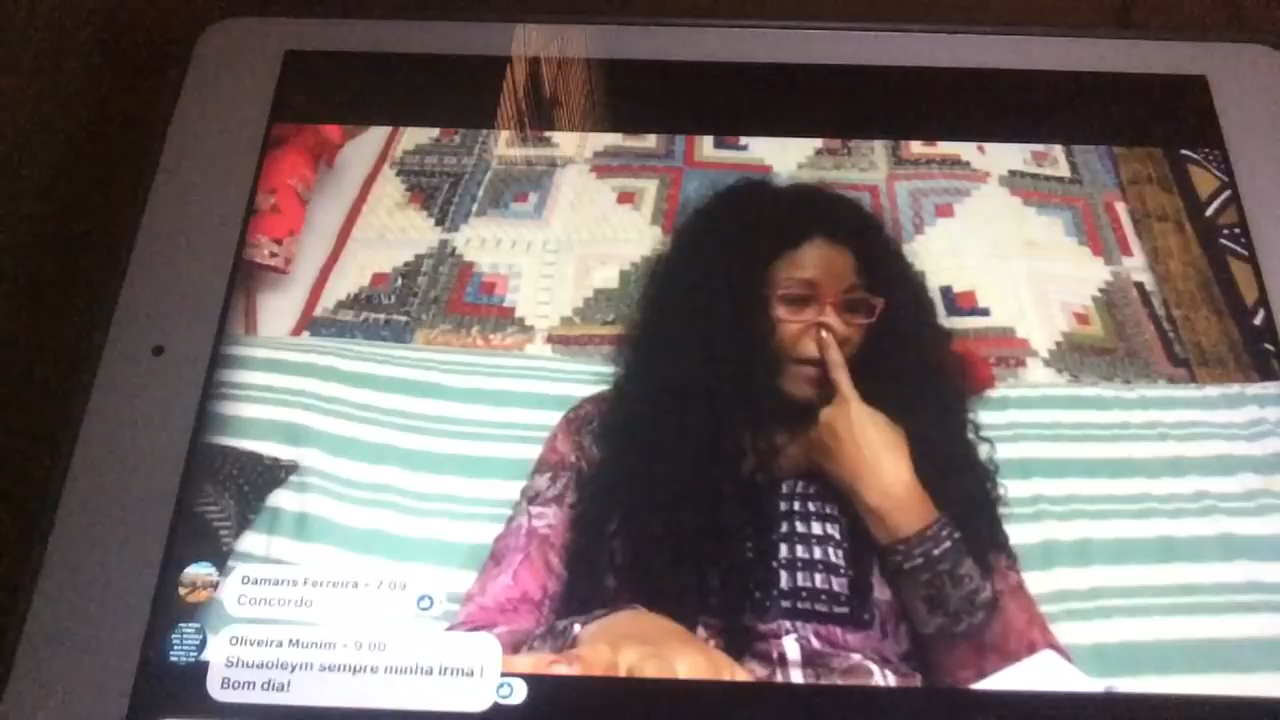 Damaris Ferreira • 7:09
Concordo
Oliveira Munim • 9:00
Shuaoleym sempre minha irmã |
Bom dia!